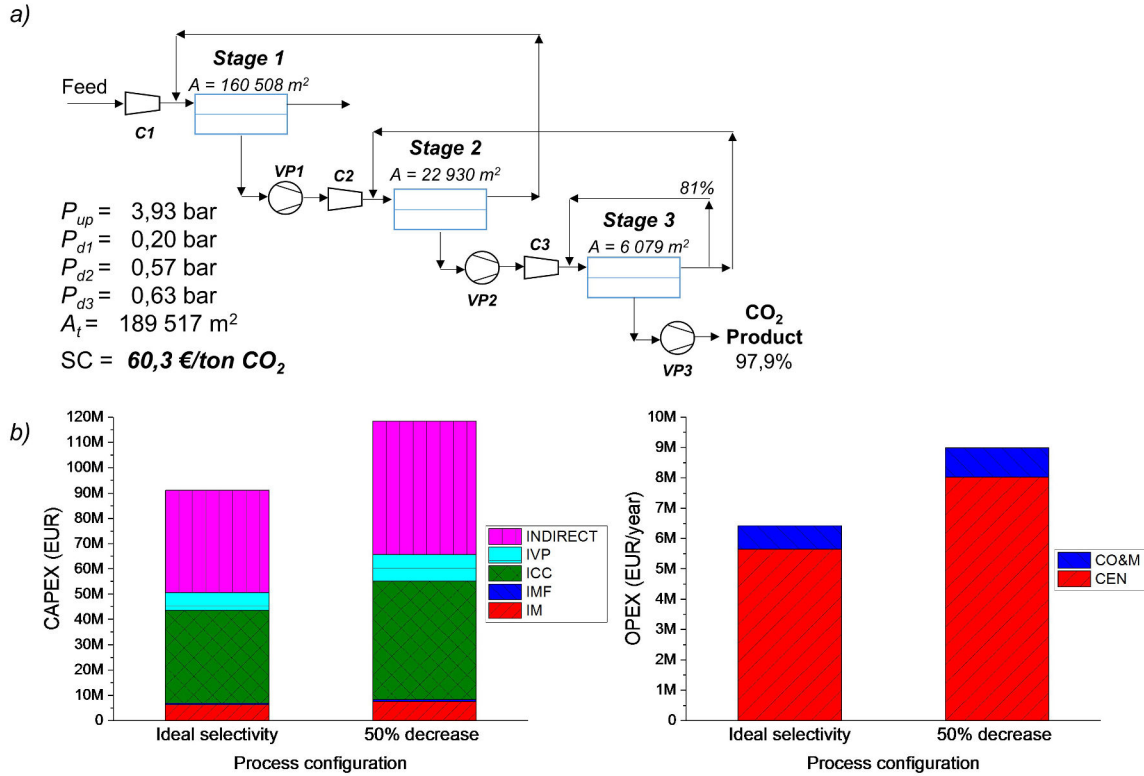 a)
Stage 1
Feed
A = 160 508 m²
C1
Stage 2
VP1
C2
A = 22 930 m²
81%
Stage 3
C3
A = 6 079 m²
VP2
CO₂
Product
97,9%
VP3
P_up = 3,93 bar
P_d1 = 0,20 bar
P_d2 = 0,57 bar
P_d3 = 0,63 bar
A_t = 189 517 m²
SC = 60,3 €/ton CO₂
b)
CAPEX (EUR)
120M
110M
100M
90M
80M
70M
60M
50M
40M
30M
20M
10M
0
Ideal selectivity
50% decrease
Process configuration
INDIRECT
IVP
ICC
IMF
IM
OPEX (EUR/year)
10M
9M
8M
7M
6M
5M
4M
3M
2M
1M
0
Ideal selectivity
50% decrease
Process configuration
CO&M
CEN